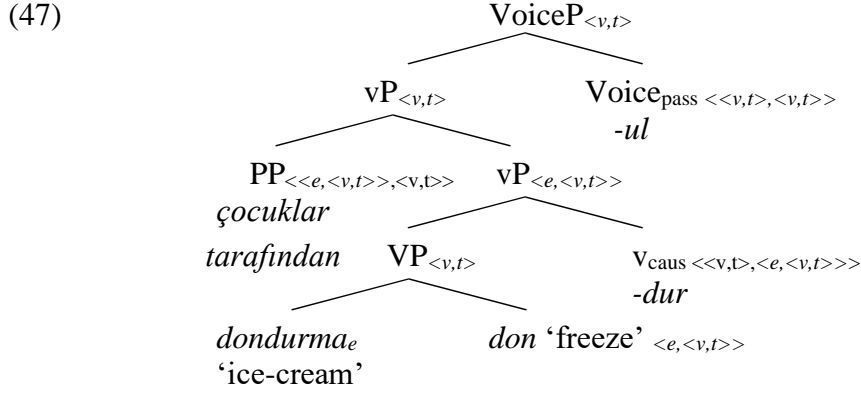 (47) VoiceP<v,t>
vP<v,t> Voicepass <<v,t>,<v,t>>
-ul
PP<<e,<v,t>>,<v,t>> vP<e,<v,t>>
çocuklar
tarafından VP<v,t> vcaus <<v,t>,<e,<v,t>>>
-dur
dondurmae don ‘freeze’ <e,<v,t>>
‘ice-cream’